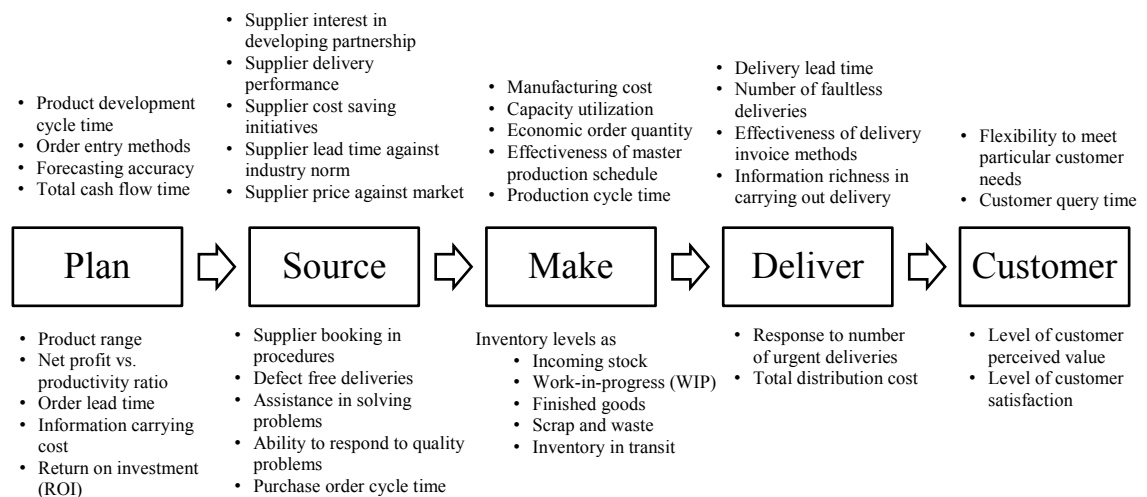 • Product development
cycle time
• Order entry methods
• Forecasting accuracy
• Total cash flow time
• Supplier interest in
developing partnership
• Supplier delivery
performance
• Supplier cost saving
initiatives
• Supplier lead time against
industry norm
• Supplier price against market
• Manufacturing cost
• Capacity utilization
• Economic order quantity
• Effectiveness of master
production schedule
• Production cycle time
• Delivery lead time
• Number of faultless
deliveries
• Effectiveness of delivery
invoice methods
• Information richness in
carrying out delivery
• Flexibility to meet
particular customer
needs
• Customer query time
Plan
Source
Make
Deliver
Customer
• Product range
• Net profit vs.
productivity ratio
• Order lead time
• Information carrying
cost
• Return on investment
(ROI)
• Supplier booking in
procedures
• Defect free deliveries
• Assistance in solving
problems
• Ability to respond to quality
problems
• Purchase order cycle time
Inventory levels as
• Incoming stock
• Work-in-progress (WIP)
• Finished goods
• Scrap and waste
• Inventory in transit
• Response to number
of urgent deliveries
• Total distribution cost
• Level of customer
perceived value
• Level of customer
satisfaction